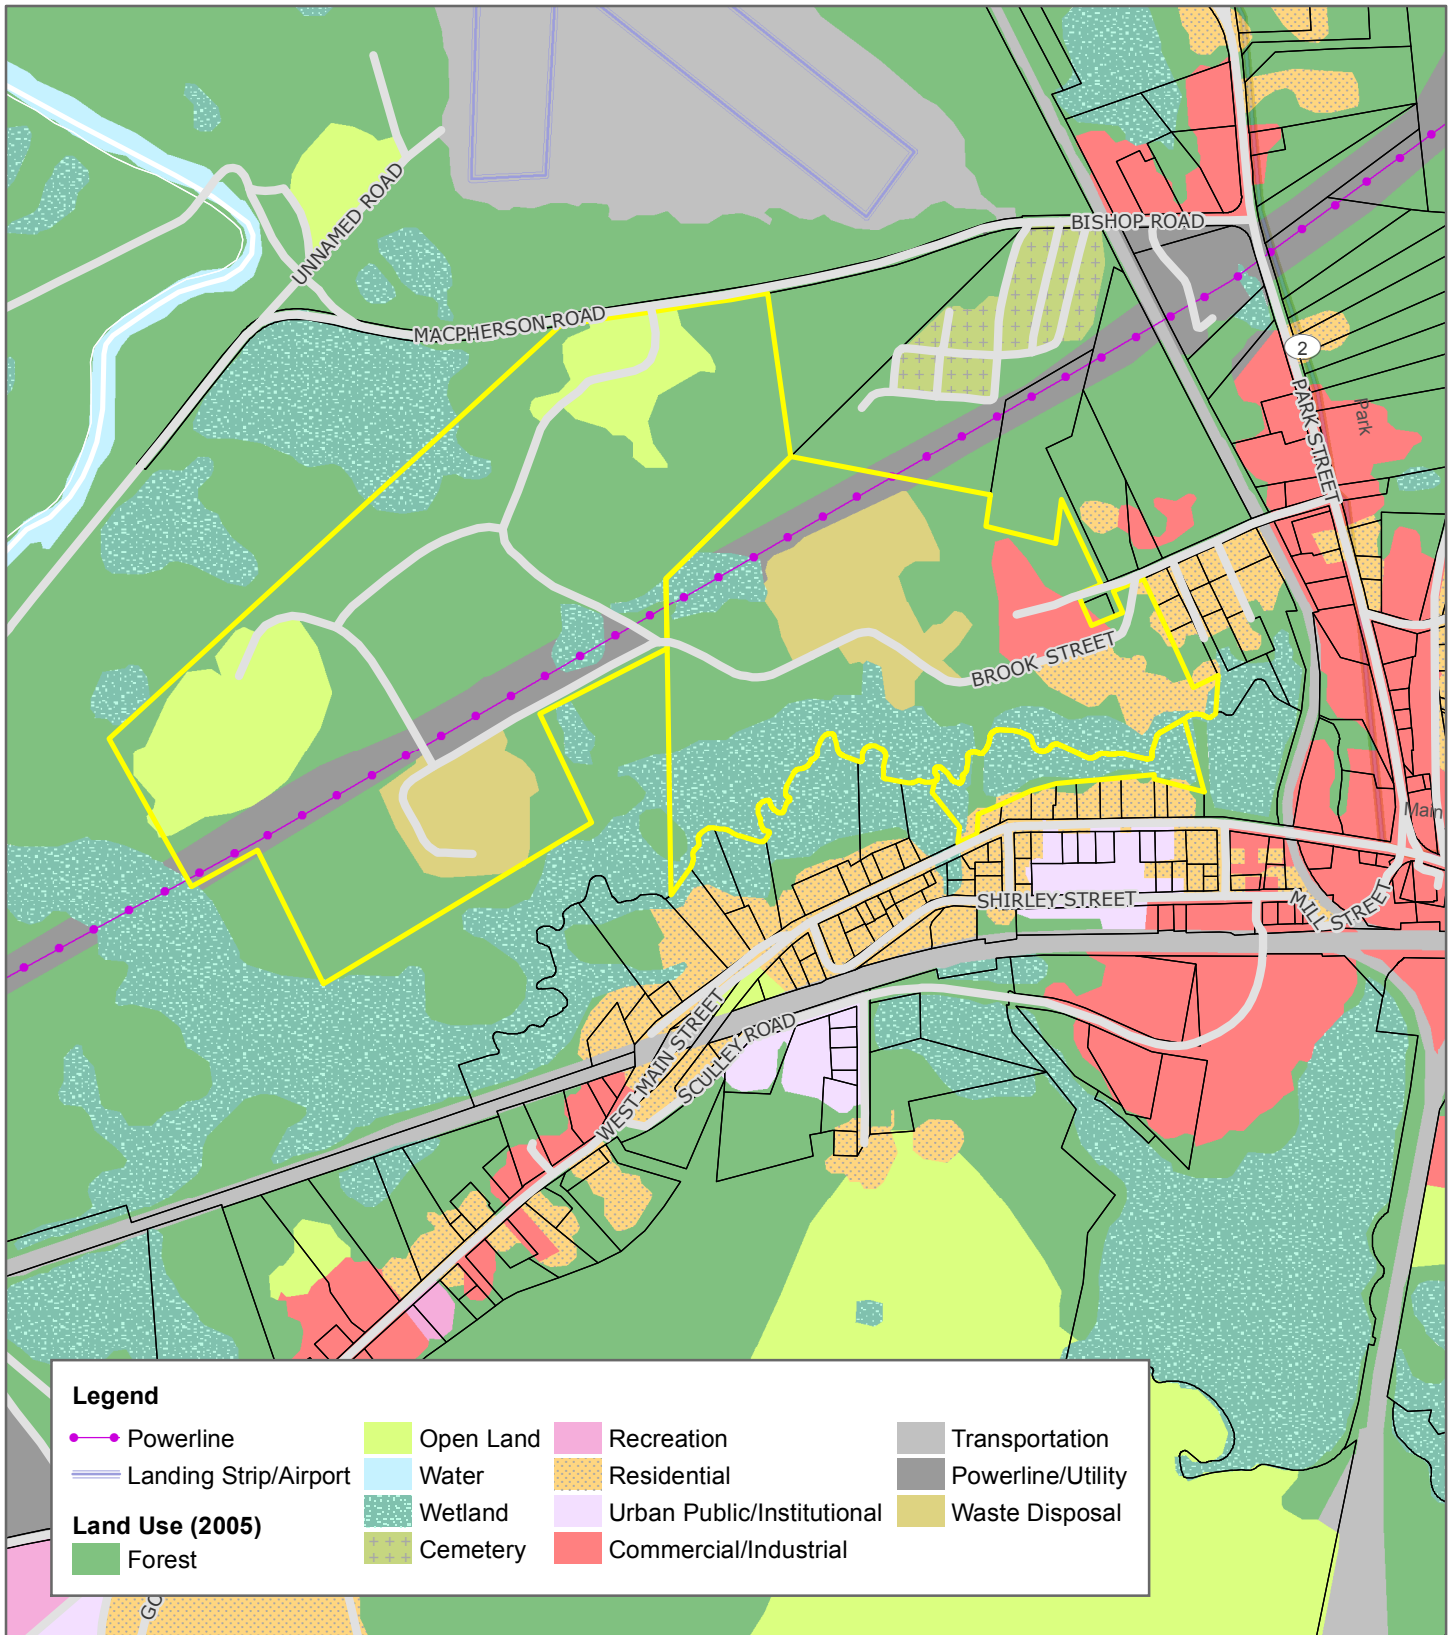 BISHOP ROAD
UNNAMED ROAD
MACPHERSON ROAD
2
PARK STREET
Park
BROOK STREET
Main
SHIRLEY STREET
MILL STREET
WEST MAIN STREET
SCULLEY ROAD
Legend
Powerline
Landing Strip/Airport
Land Use (2005)
Forest
Open Land
Water
Wetland
Cemetery
Recreation
Residential
Urban Public/Institutional
Commercial/Industrial
Transportation
Powerline/Utility
Waste Disposal
GO